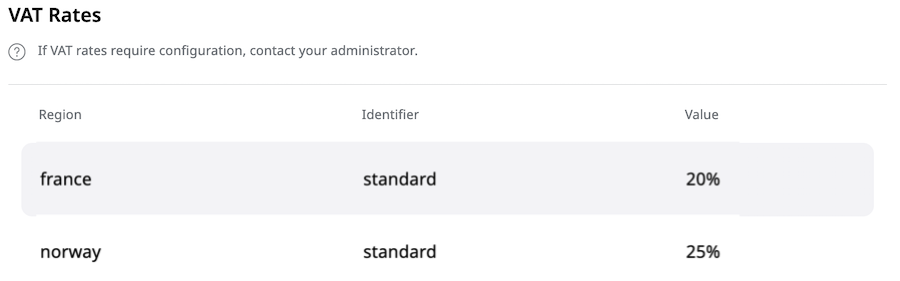 VAT Rates
If VAT rates require configuration, contact your administrator.
Region Identifier Value
france standard 20%
norway standard 25%